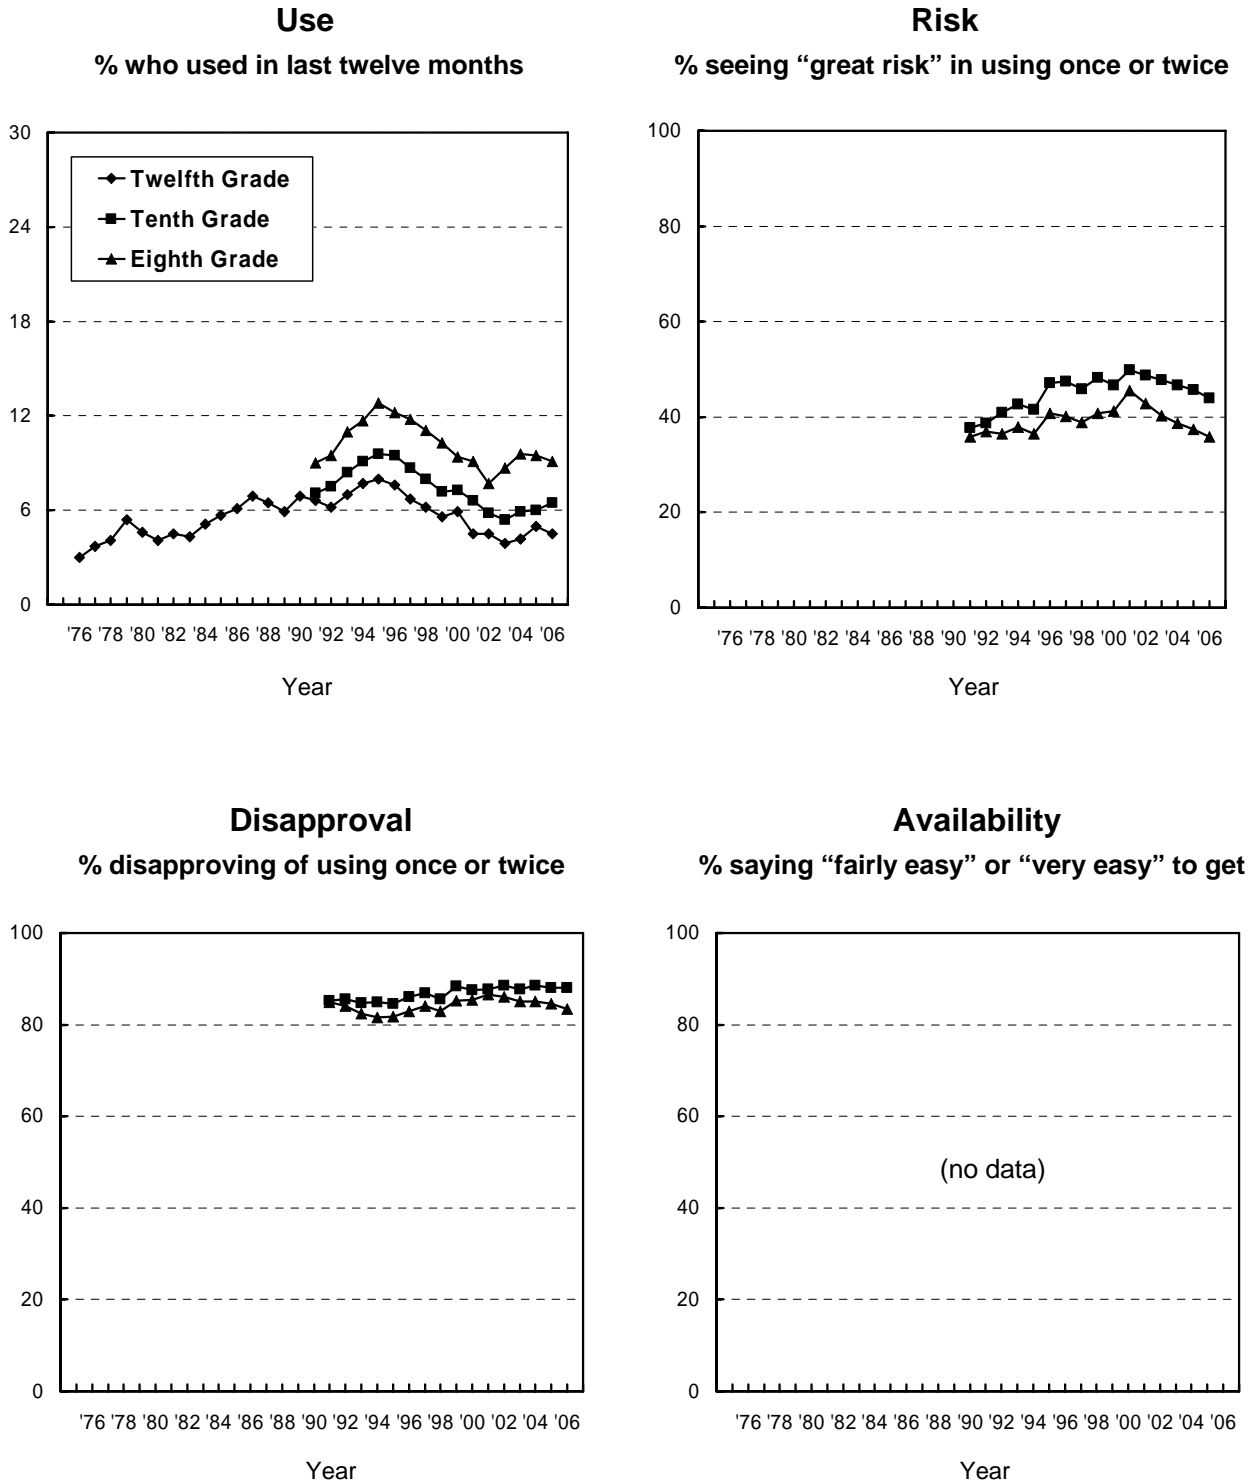 Use
% who used in last twelve months
30
24
18
12
6
0
Twelfth Grade
Tenth Grade
Eighth Grade
'76 '78 '80 '82 '84 '86 '88 '90 '92 '94 '96 '98 '00 '02 '04 '06
Year
Risk
% seeing “great risk” in using once or twice
100
80
60
40
20
0
'76 '78 '80 '82 '84 '86 '88 '90 '92 '94 '96 '98 '00 '02 '04 '06
Year
Disapproval
% disapproving of using once or twice
100
80
60
40
20
0
'76 '78 '80 '82 '84 '86 '88 '90 '92 '94 '96 '98 '00 '02 '04 '06
Year
Availability
% saying “fairly easy” or “very easy” to get
100
80
60
40
20
0
(no data)
'76 '78 '80 '82 '84 '86 '88 '90 '92 '94 '96 '98 '00 '02 '04 '06
Year